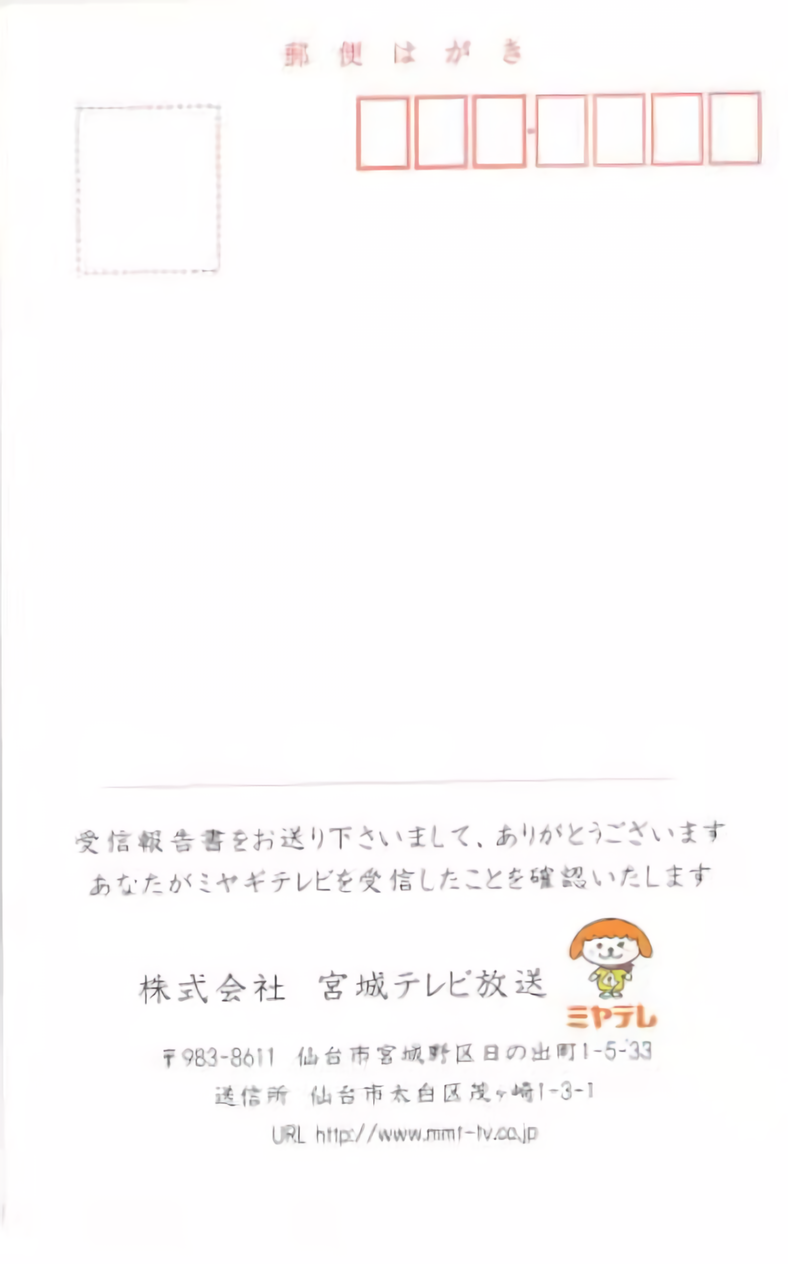 郵便はがき
受信報告書をお送り下さいまして、ありがとうございます
あなたがミヤギテレビを受信したことを確認いたします
株式会社 宮城テレビ放送
ミヤテレ
〒983-8611 仙台市宮城野区日の出町1-5-33
送信所 仙台市太白区茂ヶ崎1-3-1
URL http://www.mmt-tv.co.jp